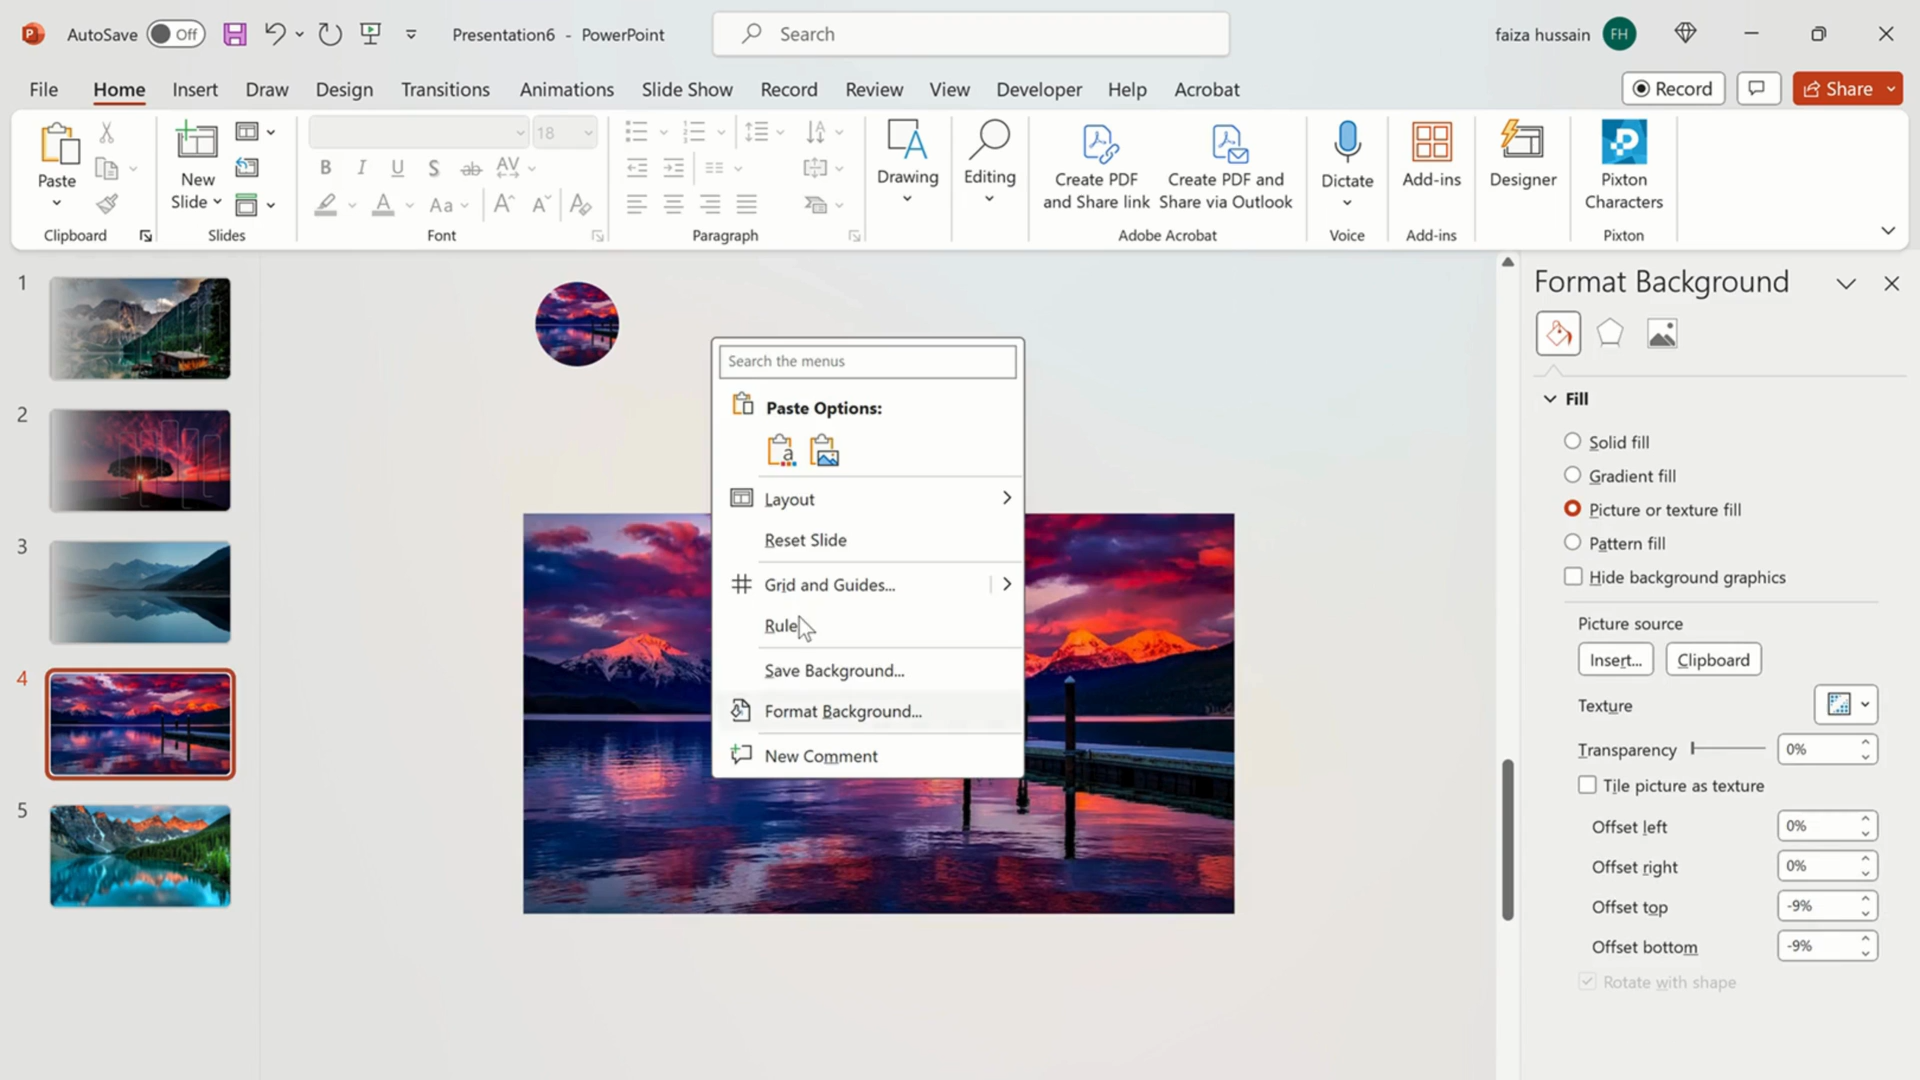 AutoSave Off Presentation6 - PowerPoint Search faiza hussain FH
File Home Insert Draw Design Transitions Animations Slide Show Record Review View Developer Help Acrobat Record Share
Paste
Clipboard
New
Slide
Slides
18
B I U S ab AV
A Aa A A A
Font
Paragraph
Drawing
Editing
Create PDF
and Share link
Create PDF and
Share via Outlook
Adobe Acrobat
Dictate
Voice
Add-ins
Add-ins
Designer
Pixton
Characters
Pixton
1
2
3
4
5
Search the menus
Paste Options:
a
Layout
Reset Slide
Grid and Guides...
Rule
Save Background...
Format Background...
New Comment
Format Background
Fill
Solid fill
Gradient fill
Picture or texture fill
Pattern fill
Hide background graphics
Picture source
Insert... Clipboard
Texture
Transparency 0%
Tile picture as texture
Offset left 0%
Offset right 0%
Offset top -9%
Offset bottom -9%
Rotate with shape